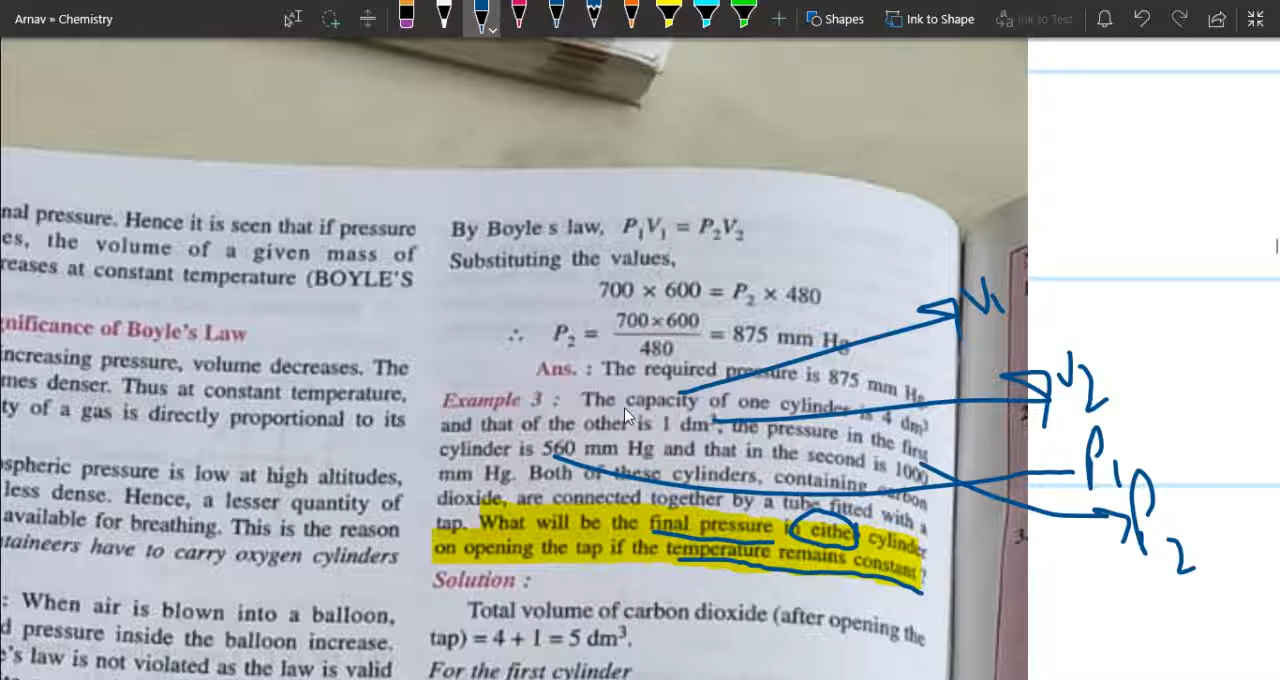 Arnav » Chemistry
Shapes
Ink to Shape
Ink to Text
nal pressure. Hence it is seen that if pressure
es, the volume of a given mass of
reases at constant temperature (BOYLE'S
gnificance of Boyle's Law
increasing pressure, volume decreases. The
mes denser. Thus at constant temperature,
ty of a gas is directly proportional to its
ospheric pressure is low at high altitudes,
less dense. Hence, a lesser quantity of
available for breathing. This is the reason
ntaineers have to carry oxygen cylinders
: When air is blown into a balloon,
d pressure inside the balloon increase.
e's law is not violated as the law is valid
By Boyle s law, P₁V₁ = P₂V₂
Substituting the values,
700 × 600 = P₂ × 480
∴ P₂ = 700×600 / 480 = 875 mm Hg
Ans. : The required pressure is 875 mm Hg
Example 3 : The capacity of one cylinder is 4 dm³
and that of the other is 1 dm³, the pressure in the first
cylinder is 560 mm Hg and that in the second is 1000
mm Hg. Both of these cylinders, containing carbon
dioxide, are connected together by a tube fitted with a
tap. What will be the final pressure in either cylinder
on opening the tap if the temperature remains constant?
Solution :
Total volume of carbon dioxide (after opening the
tap) = 4 + 1 = 5 dm³.
For the first cylinder
V₁
V2
P₁
P2
3.